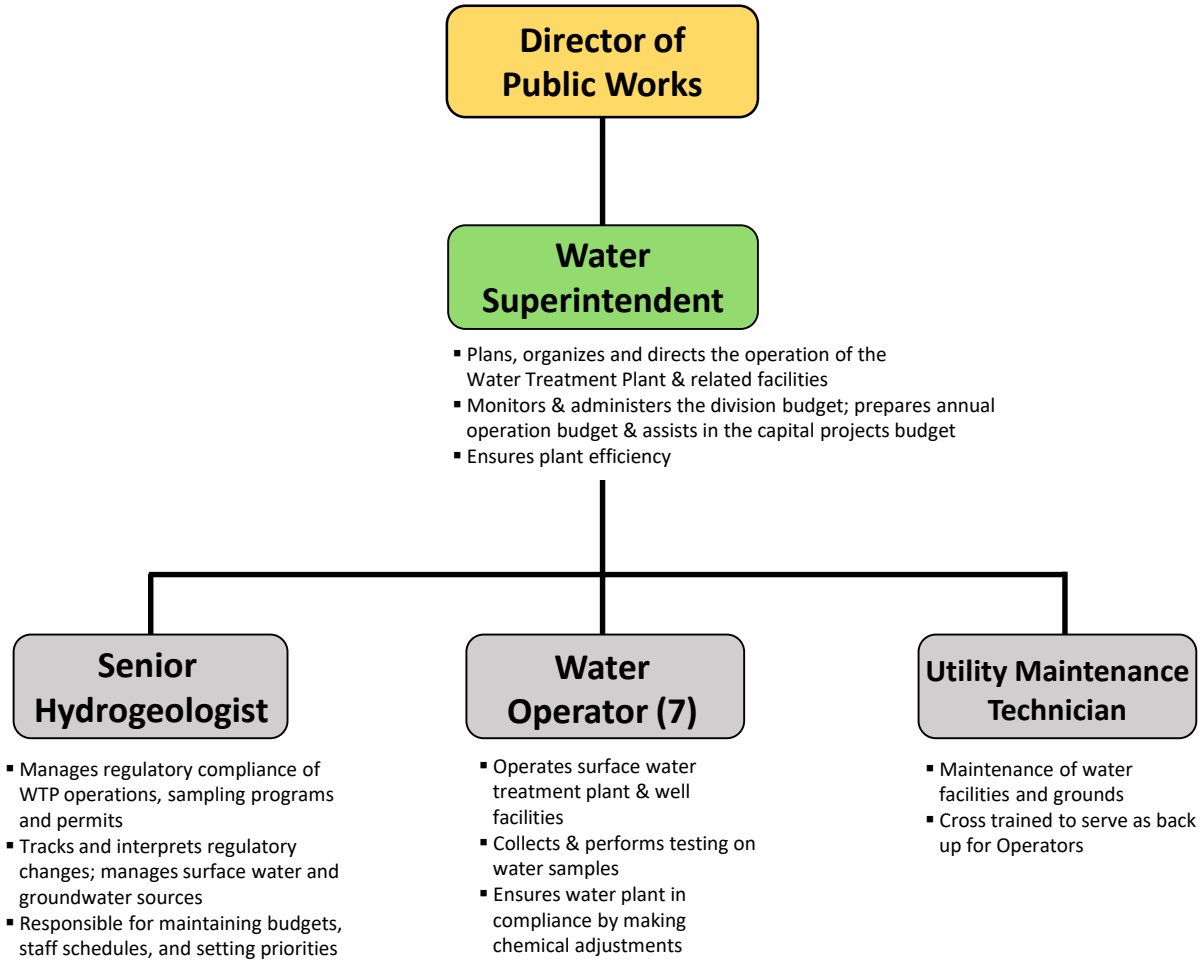 Director of
Public Works
Water
Superintendent
▪ Plans, organizes and directs the operation of the
Water Treatment Plant & related facilities
▪ Monitors & administers the division budget; prepares annual
operation budget & assists in the capital projects budget
▪ Ensures plant efficiency
Senior
Hydrogeologist
▪ Manages regulatory compliance of
WTP operations, sampling programs
and permits
▪ Tracks and interprets regulatory
changes; manages surface water and
groundwater sources
▪ Responsible for maintaining budgets,
staff schedules, and setting priorities
Water
Operator (7)
▪ Operates surface water
treatment plant & well
facilities
▪ Collects & performs testing on
water samples
▪ Ensures water plant in
compliance by making
chemical adjustments
Utility Maintenance
Technician
▪ Maintenance of water
facilities and grounds
▪ Cross trained to serve as back
up for Operators